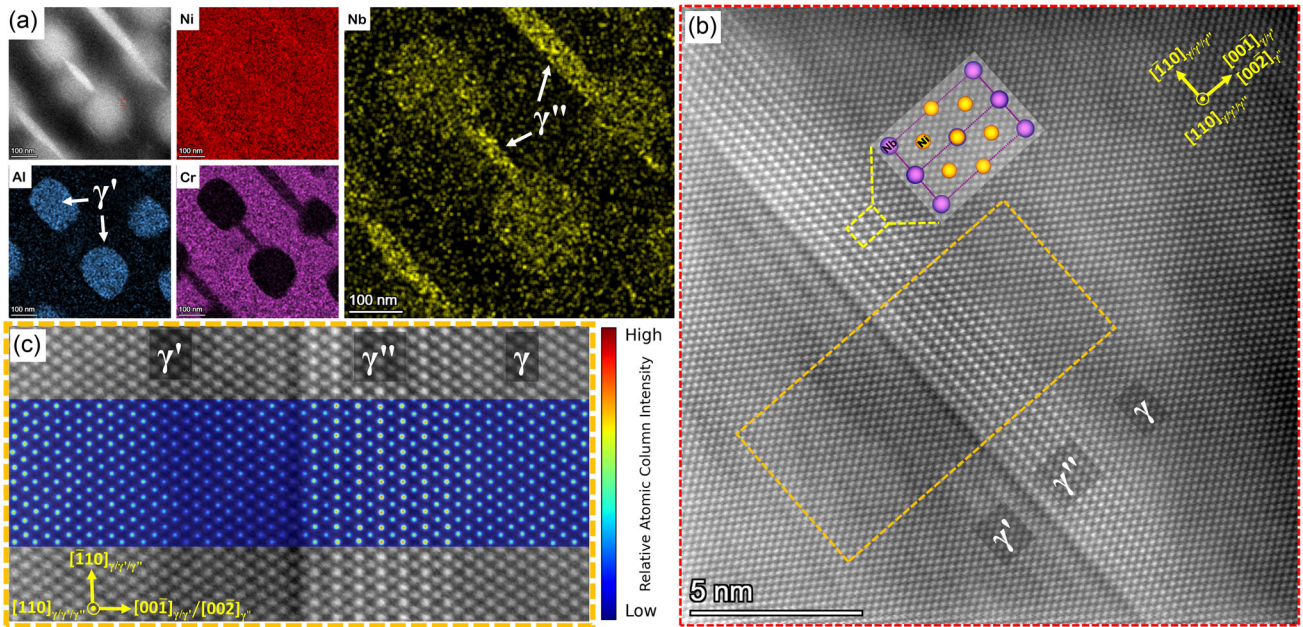 (a)
Ni
Nb
100 nm
100 nm
γ''
Al
γ'
Cr
100 nm
100 nm
100 nm
(b)
[1̄10]γ/γ'/γ''
[001̄]γ/γ'
[002̄]γ''
[110]γ/γ'/γ''
Nb
Ni
γ
γ''
γ'
5 nm
(c)
γ'
γ''
γ
[1̄10]γ/γ'/γ''
[110]γ/γ'/γ''
[001̄]γ/γ'/[002̄]γ''
High
Relative Atomic Column Intensity
Low